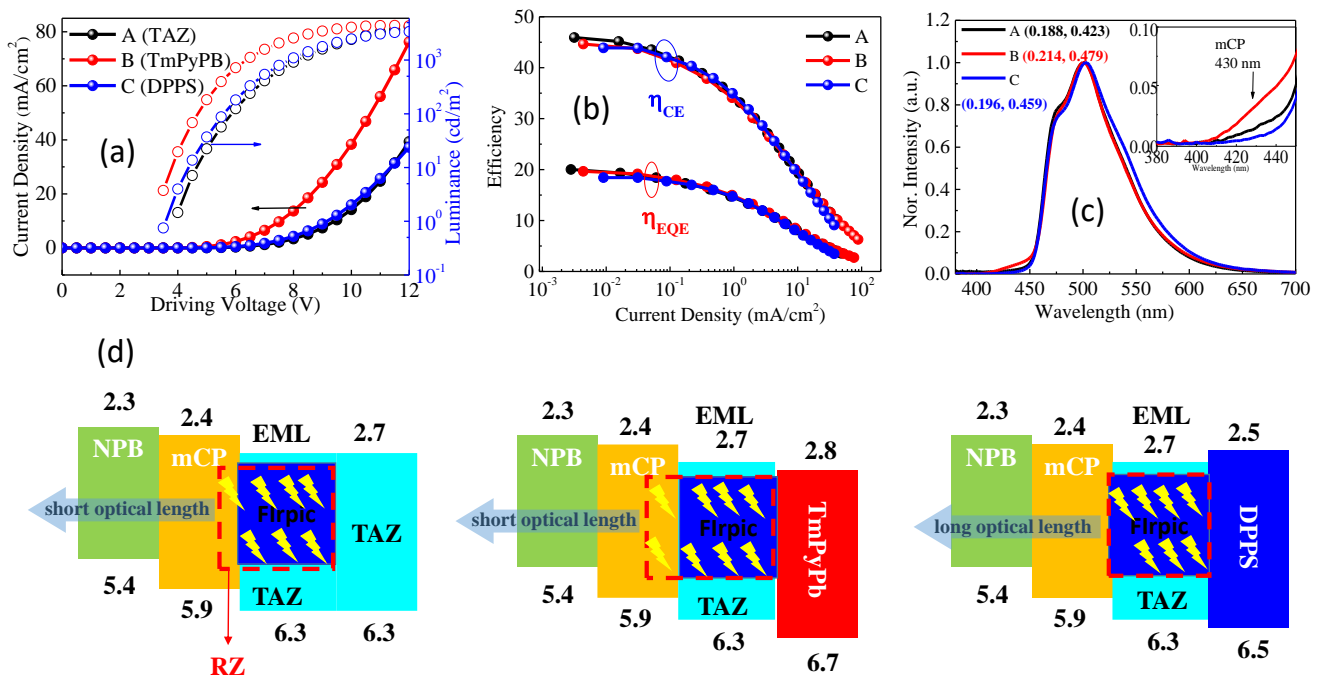 80
60
40
20
0
Current Density (mA/cm²)
A (TAZ)
B (TmPyPB)
C (DPPS)
(a)
10³
10²
10¹
10⁰
10⁻¹
Luminance (cd/m²)
0 2 4 6 8 10 12
Driving Voltage (V)
50
40
30
20
10
0
Efficiency
(b)
A
B
C
ηCE
ηEQE
10⁻³ 10⁻² 10⁻¹ 10⁰ 10¹ 10²
Current Density (mA/cm²)
1.2
1.0
0.8
0.6
0.4
0.2
0.0
Nor. Intensity (a.u.)
A (0.188, 0.423)
B (0.214, 0.479)
C
(0.196, 0.459)
0.10
0.05
0.00
mCP
430 nm
380 400 420 440
Wavelength (nm)
(c)
400 450 500 550 600 650 700
Wavelength (nm)
(d)
2.3
2.4
EML
2.7
NPB
mCP
short optical length
FIrpic
TAZ
5.4
5.9
TAZ
6.3
6.3
RZ
2.3
2.4
EML
2.7
2.8
NPB
mCP
short optical length
FIrpic
TmPyPb
5.4
5.9
TAZ
6.3
6.7
2.3
2.4
EML
2.7
2.5
NPB
mCP
long optical length
FIrpic
DPPS
5.4
5.9
TAZ
6.3
6.5